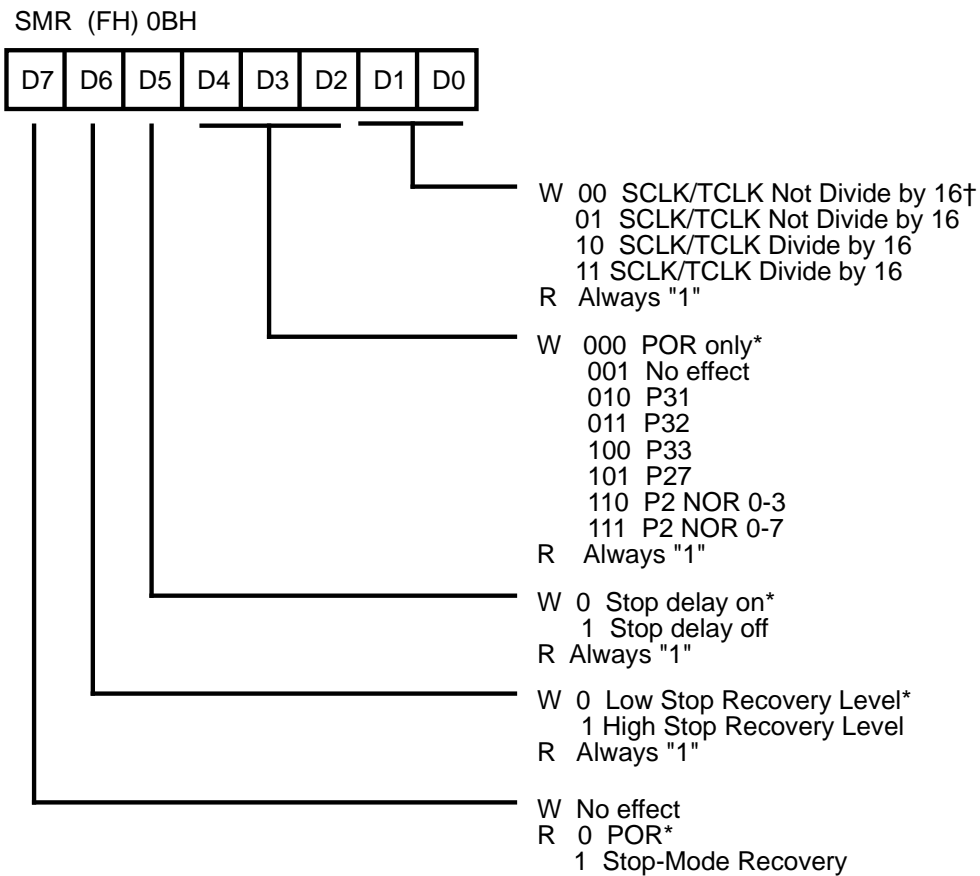 SMR (FH) 0BH
D7 D6 D5 D4 D3 D2 D1 D0
W 00 SCLK/TCLK Not Divide by 16†
01 SCLK/TCLK Not Divide by 16
10 SCLK/TCLK Divide by 16
11 SCLK/TCLK Divide by 16
R Always "1"
W 000 POR only*
001 No effect
010 P31
011 P32
100 P33
101 P27
110 P2 NOR 0-3
111 P2 NOR 0-7
R Always "1"
W 0 Stop delay on*
1 Stop delay off
R Always "1"
W 0 Low Stop Recovery Level*
1 High Stop Recovery Level
R Always "1"
W No effect
R 0 POR*
1 Stop-Mode Recovery